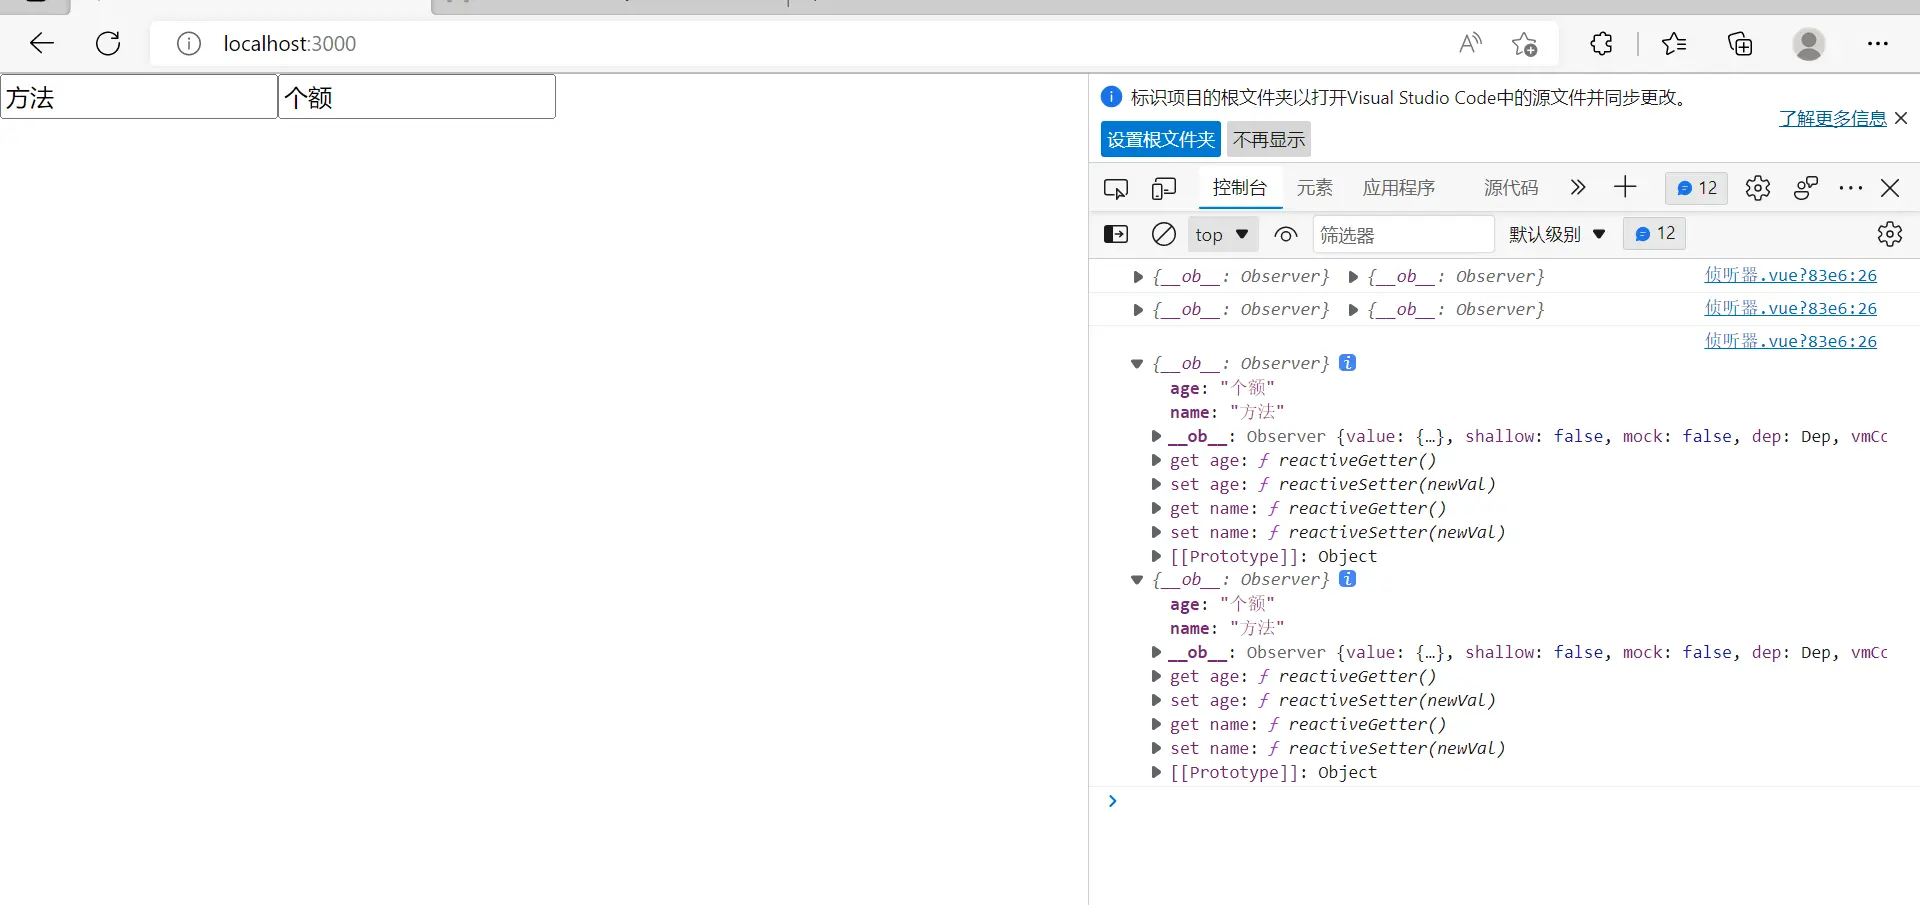 localhost:3000
方法
个额
标识项目的根文件夹以打开Visual Studio Code中的源文件并同步更改。
了解更多信息
设置根文件夹 不再显示
控制台 元素 应用程序 源代码 12
top 筛选器 默认级别 12
{__ob__: Observer} {__ob__: Observer} 侦听器.vue?83e6:26
{__ob__: Observer} {__ob__: Observer} 侦听器.vue?83e6:26
侦听器.vue?83e6:26
{__ob__: Observer}
age: "个额"
name: "方法"
__ob__: Observer {value: {…}, shallow: false, mock: false, dep: Dep, vmCo
get age: ƒ reactiveGetter()
set age: ƒ reactiveSetter(newVal)
get name: ƒ reactiveGetter()
set name: ƒ reactiveSetter(newVal)
[[Prototype]]: Object
{__ob__: Observer}
age: "个额"
name: "方法"
__ob__: Observer {value: {…}, shallow: false, mock: false, dep: Dep, vmCo
get age: ƒ reactiveGetter()
set age: ƒ reactiveSetter(newVal)
get name: ƒ reactiveGetter()
set name: ƒ reactiveSetter(newVal)
[[Prototype]]: Object